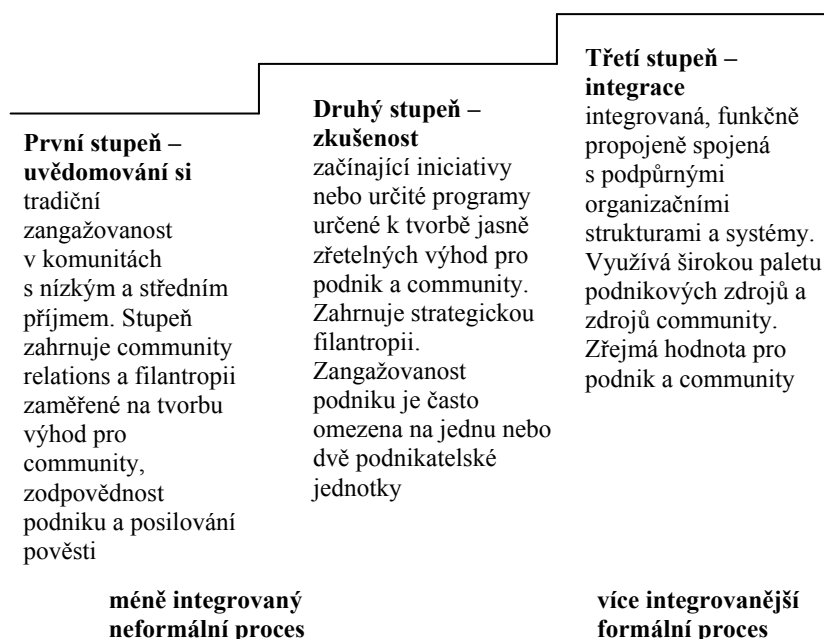 První stupeň –
uvědomování si
tradiční
zangažovanost
v komunitách
s nízkým a středním
příjmem. Stupeň
zahrnuje community
relations a filantropii
zaměřené na tvorbu
výhod pro
community,
zodpovědnost
podniku a posilování
pověsti
Druhý stupeň –
zkušenost
začínající iniciativy
nebo určité programy
určené k tvorbě jasně
zřetelných výhod pro
podnik a community.
Zahrnuje strategickou
filantropii.
Zangažovanost
podniku je často
omezena na jednu nebo
dvě podnikatelské
jednotky
Třetí stupeň –
integrace
integrovaná, funkčně
propojeně spojená
s podpůrnými
organizačními
strukturami a systémy.
Využívá širokou paletu
podnikových zdrojů a
zdrojů community.
Zřejmá hodnota pro
podnik a community
méně integrovaný
neformální proces
více integrovanější
formální proces